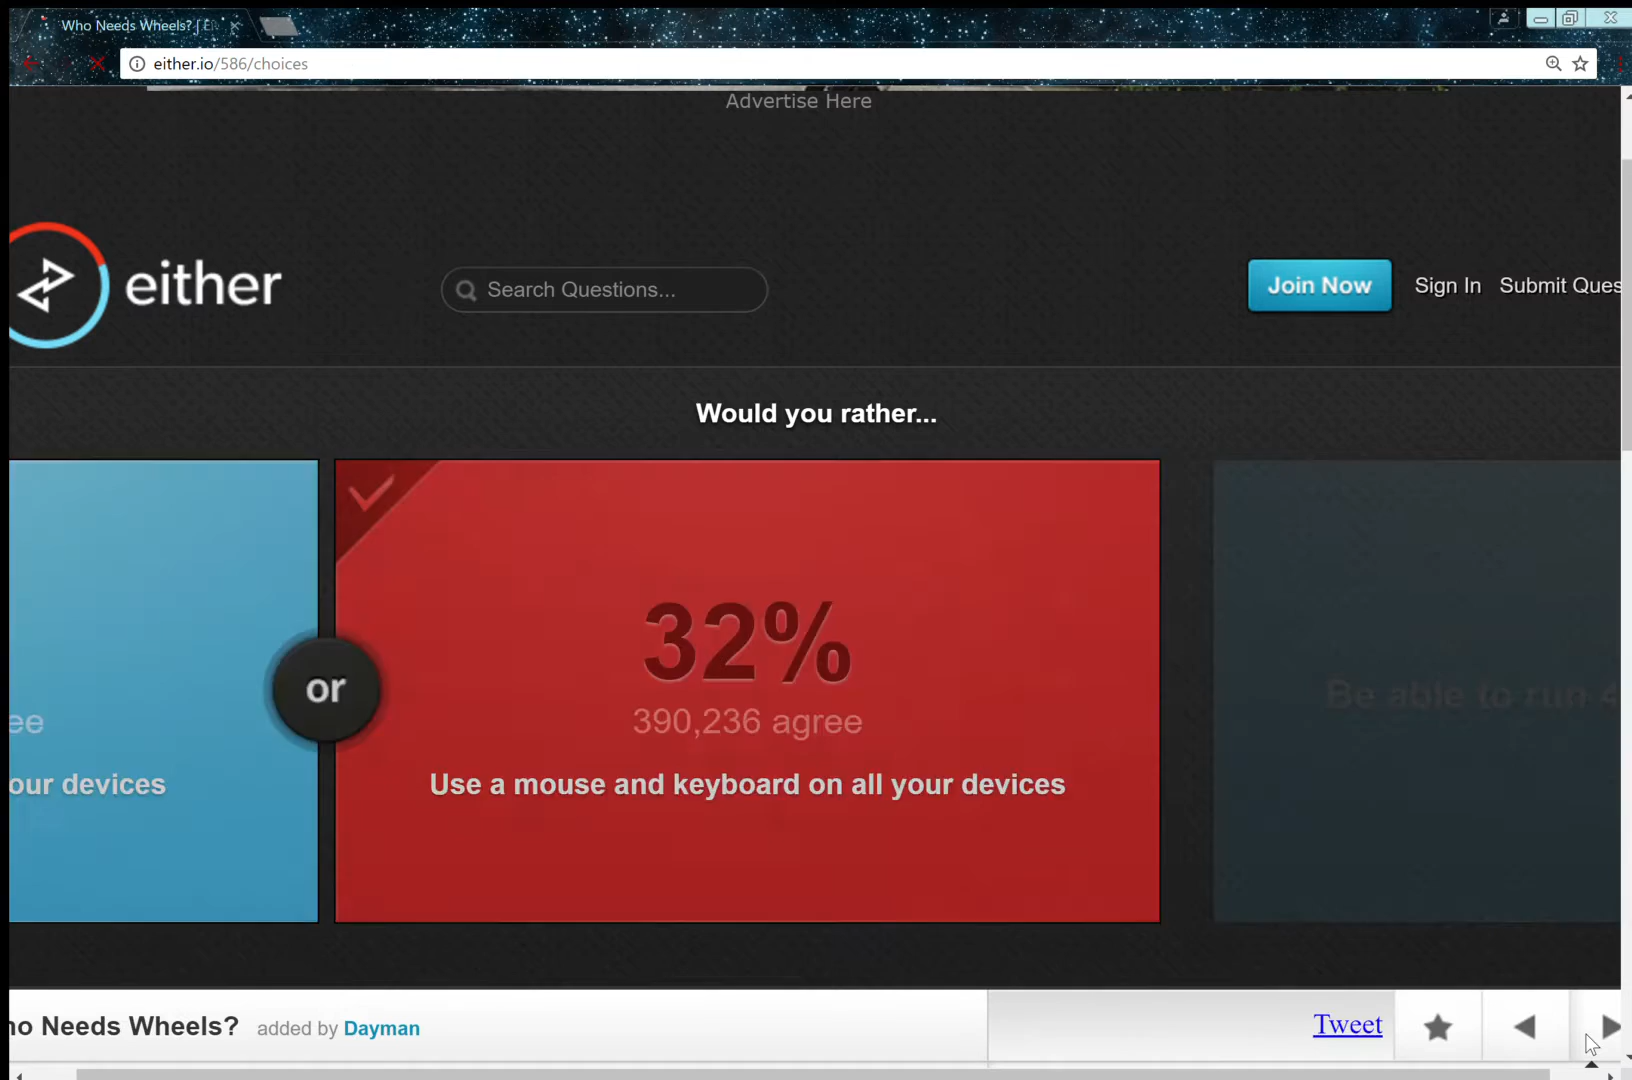 Who Needs Wheels? | E
either.io/586/choices
Advertise Here
either
Search Questions...
Join Now
Sign In
Submit Ques
Would you rather...
ee
our devices
or
32%
390,236 agree
Use a mouse and keyboard on all your devices
Be able to run 4
ho Needs Wheels?
added by Dayman
Tweet